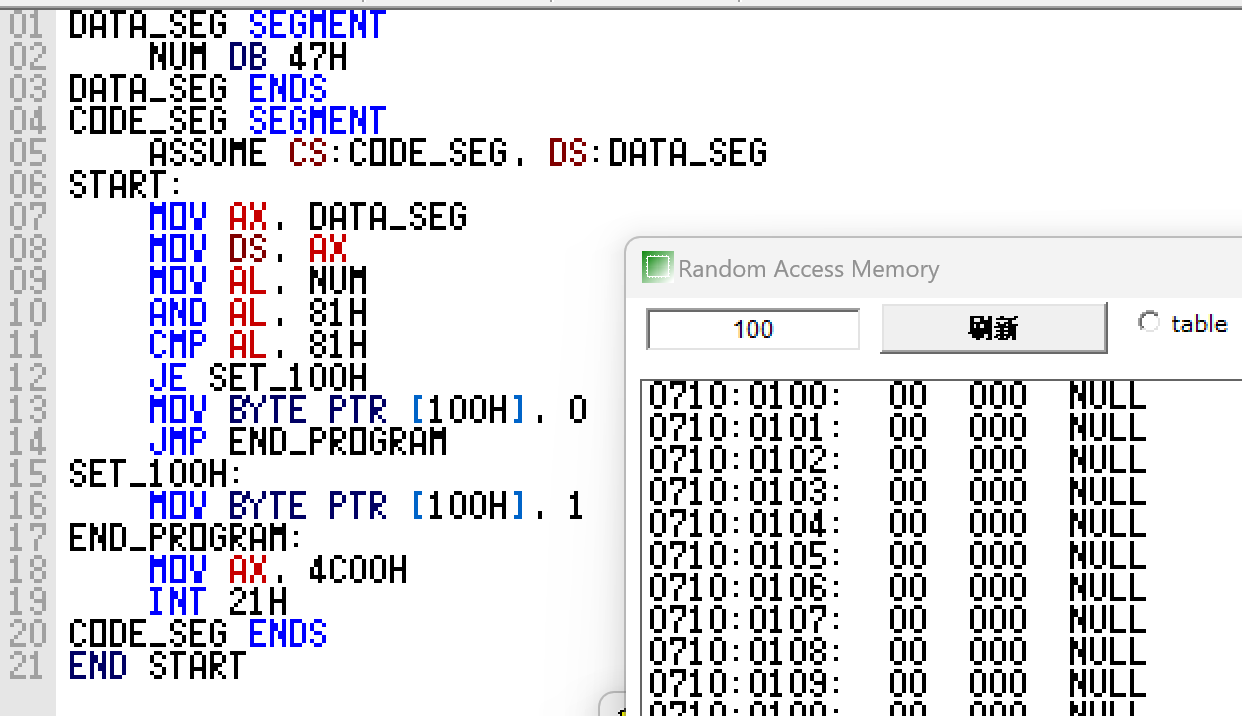 01 DATA_SEG SEGMENT
02 NUM DB 47H
03 DATA_SEG ENDS
04 CODE_SEG SEGMENT
05 ASSUME CS:CODE_SEG, DS:DATA_SEG
06 START:
07 MOV AX, DATA_SEG
08 MOV DS, AX
09 MOV AL, NUM
10 AND AL, 81H
11 CMP AL, 81H
12 JE SET_100H
13 MOV BYTE PTR [100H], 0
14 JMP END_PROGRAM
15 SET_100H:
16 MOV BYTE PTR [100H], 1
17 END_PROGRAM:
18 MOV AX, 4C00H
19 INT 21H
20 CODE_SEG ENDS
21 END START
Random Access Memory
100 刷新 table
0710:0100: 00 000 NULL
0710:0101: 00 000 NULL
0710:0102: 00 000 NULL
0710:0103: 00 000 NULL
0710:0104: 00 000 NULL
0710:0105: 00 000 NULL
0710:0106: 00 000 NULL
0710:0107: 00 000 NULL
0710:0108: 00 000 NULL
0710:0109: 00 000 NULL